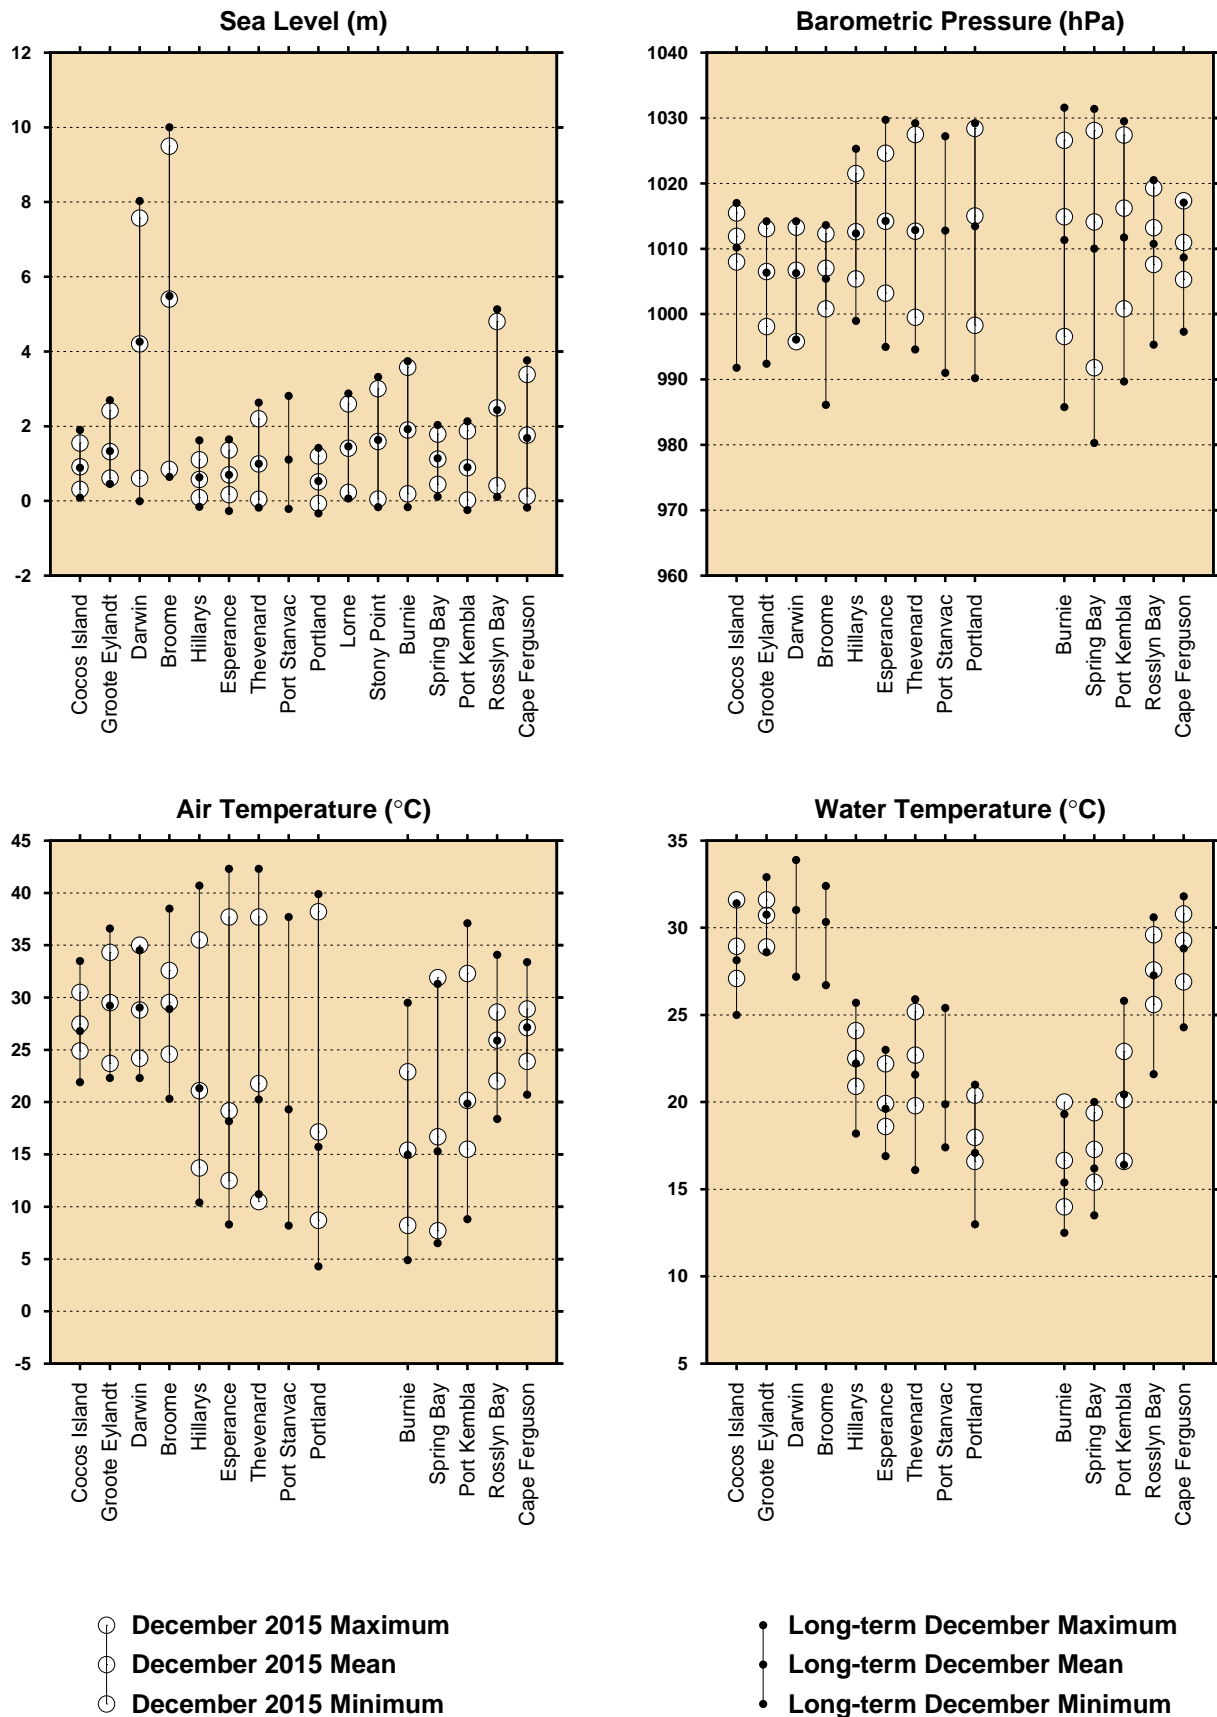 Sea Level (m)
12
10
8
6
4
2
0
-2
Cocos Island
Groote Eylandt
Darwin
Broome
Hillarys
Esperance
Thevenard
Port Stanvac
Portland
Lorne
Stony Point
Burnie
Spring Bay
Port Kembla
Rosslyn Bay
Cape Ferguson
Barometric Pressure (hPa)
1040
1030
1020
1010
1000
990
980
970
960
Cocos Island
Groote Eylandt
Darwin
Broome
Hillarys
Esperance
Thevenard
Port Stanvac
Portland
Burnie
Spring Bay
Port Kembla
Rosslyn Bay
Cape Ferguson
Air Temperature (°C)
45
40
35
30
25
20
15
10
5
0
-5
Cocos Island
Groote Eylandt
Darwin
Broome
Hillarys
Esperance
Thevenard
Port Stanvac
Portland
Burnie
Spring Bay
Port Kembla
Rosslyn Bay
Cape Ferguson
Water Temperature (°C)
35
30
25
20
15
10
5
Cocos Island
Groote Eylandt
Darwin
Broome
Hillarys
Esperance
Thevenard
Port Stanvac
Portland
Burnie
Spring Bay
Port Kembla
Rosslyn Bay
Cape Ferguson
December 2015 Maximum
December 2015 Mean
December 2015 Minimum
Long-term December Maximum
Long-term December Mean
Long-term December Minimum